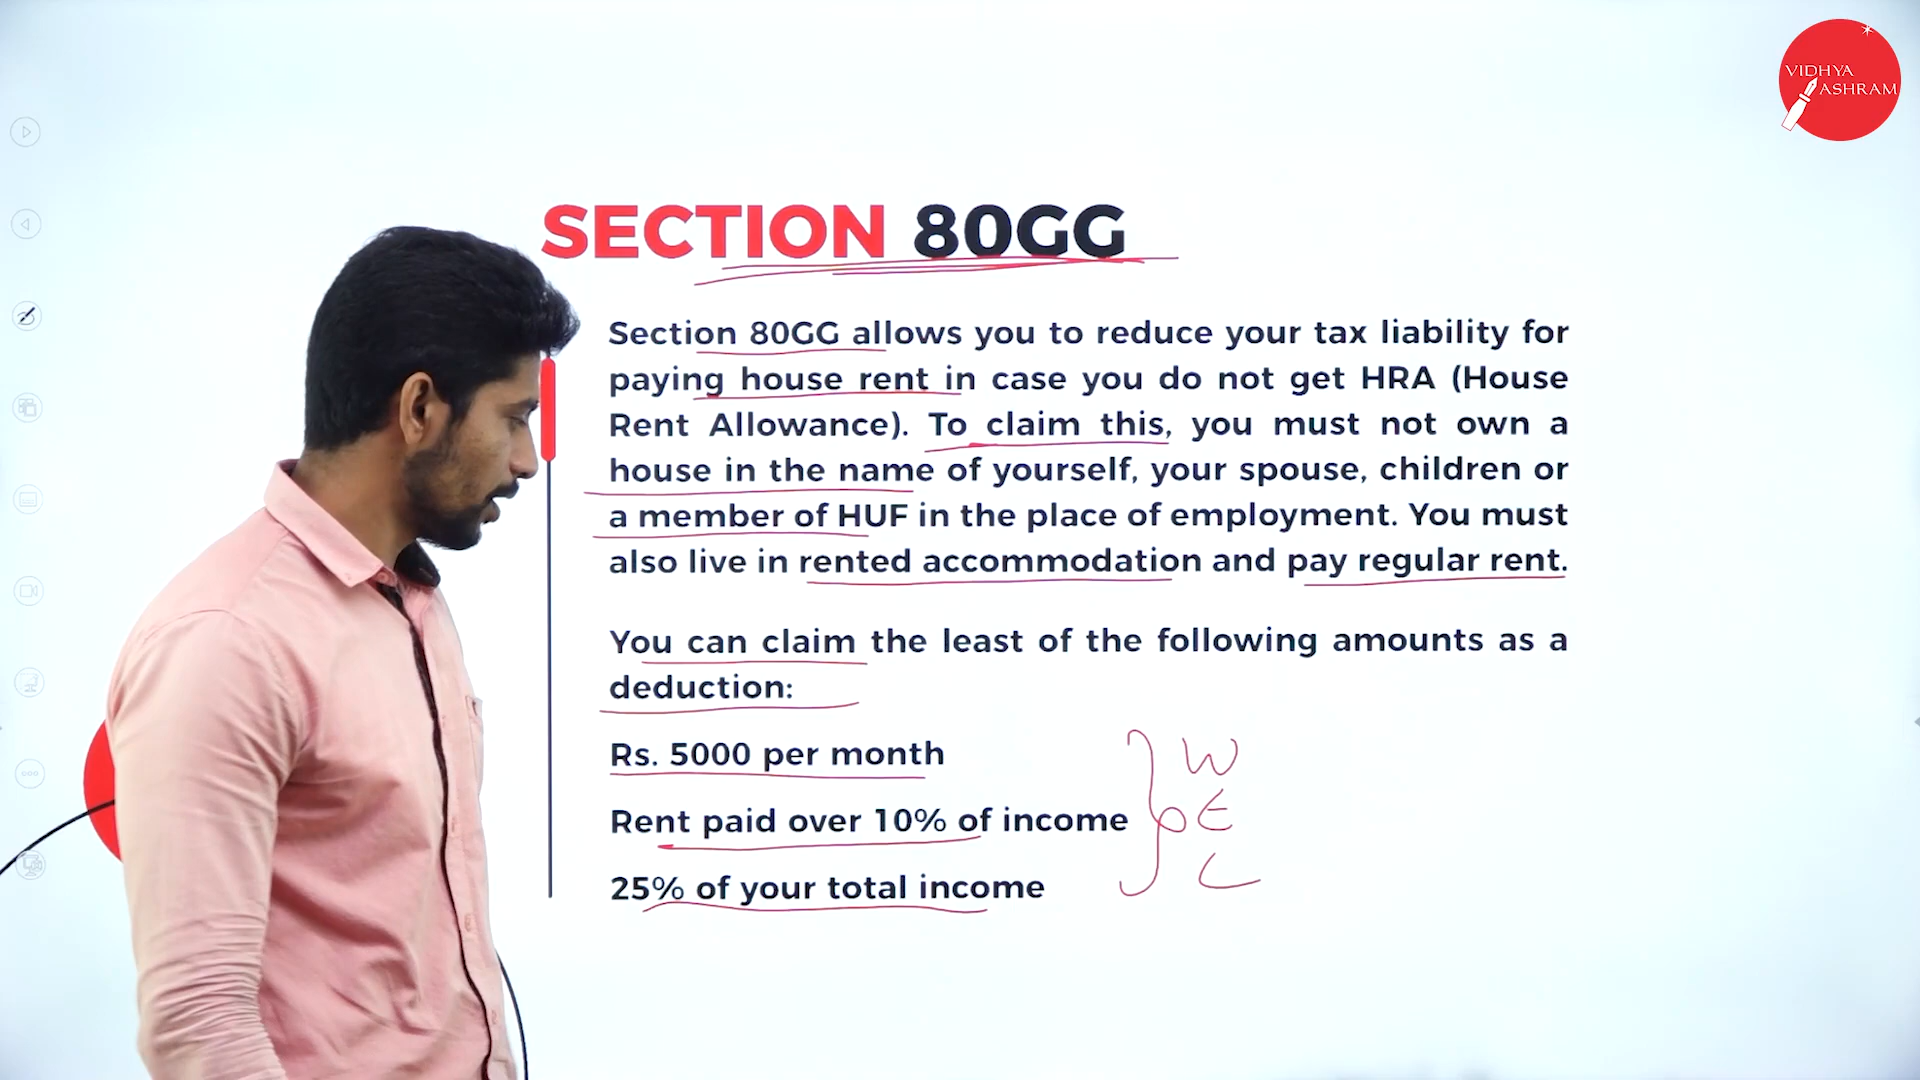 VIDHYA
ASHRAM
SECTION 80GG
Section 80GG allows you to reduce your tax liability for
paying house rent in case you do not get HRA (House
Rent Allowance). To claim this, you must not own a
house in the name of yourself, your spouse, children or
a member of HUF in the place of employment. You must
also live in rented accommodation and pay regular rent.
You can claim the least of the following amounts as a
deduction:
Rs. 5000 per month
Rent paid over 10% of income
25% of your total income
W
E
L